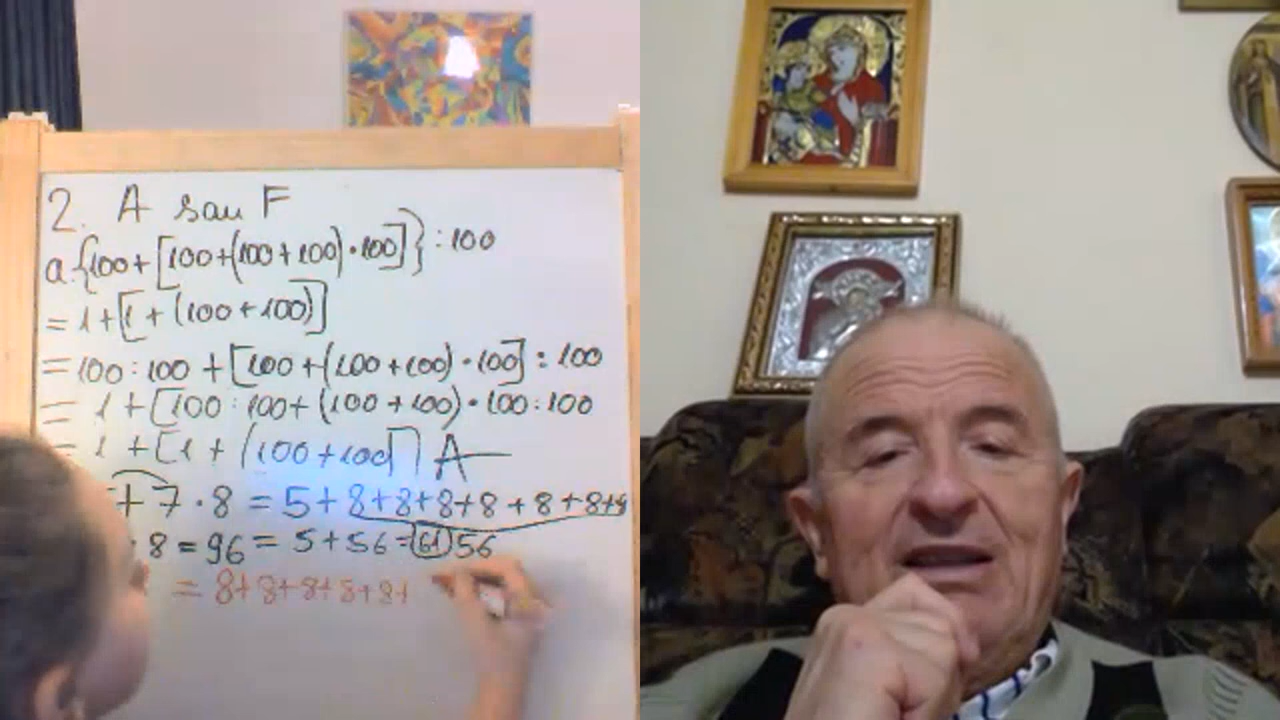 2. A sau F
a. {100+[100+(100+100)•100]}:100
= 1+[1+(100+100)]
= 100:100+[100+(100+100)•100]:100
= 1+[100:100+(100+100)•100:100
= 1+[1+(100+100] A
+7•8=5+8+8+8+8+8+8+8
•8=96=5+56=61 56
=8+8+8+8+8+